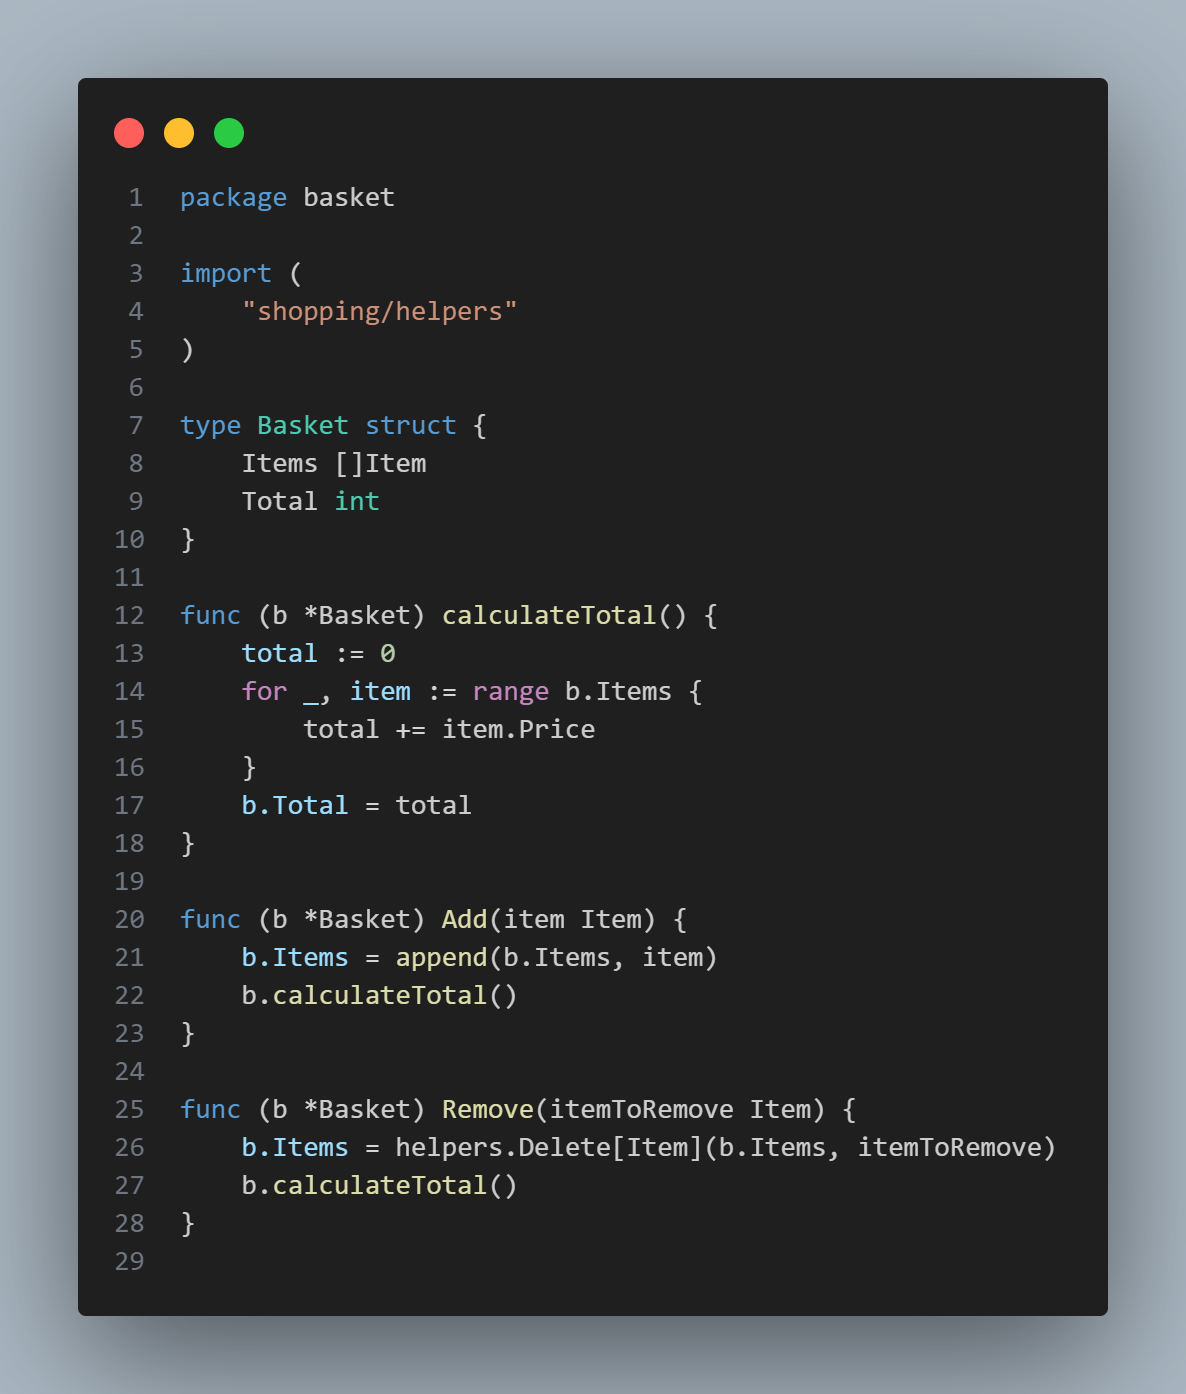 1 package basket
2
3 import (
4     "shopping/helpers"
5 )
6
7 type Basket struct {
8     Items []Item
9     Total int
10 }
11
12 func (b *Basket) calculateTotal() {
13     total := 0
14     for _, item := range b.Items {
15         total += item.Price
16     }
17     b.Total = total
18 }
19
20 func (b *Basket) Add(item Item) {
21     b.Items = append(b.Items, item)
22     b.calculateTotal()
23 }
24
25 func (b *Basket) Remove(itemToRemove Item) {
26     b.Items = helpers.Delete[Item](b.Items, itemToRemove)
27     b.calculateTotal()
28 }
29